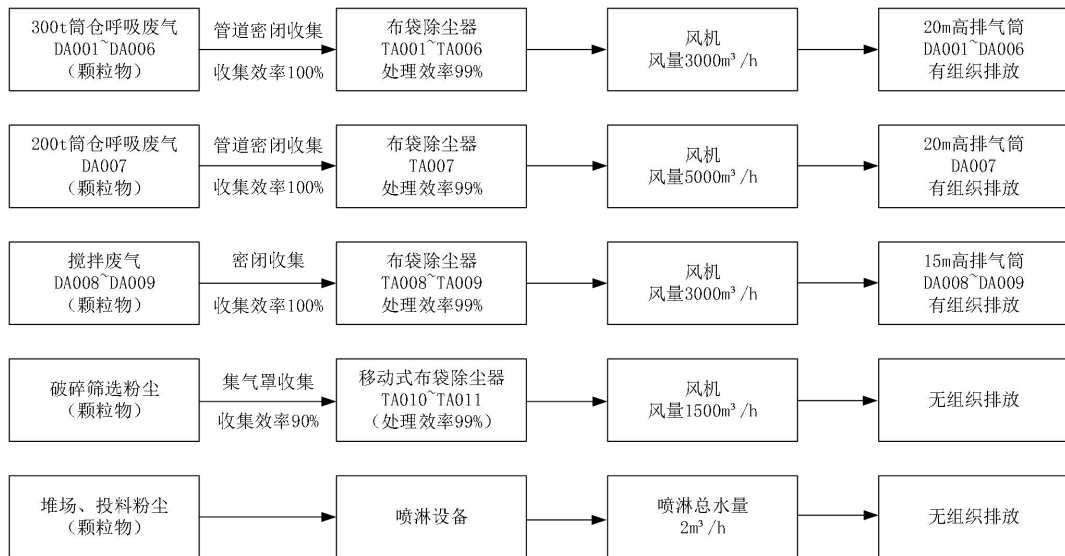 300t筒仓呼吸废气
DA001~DA006
（颗粒物）
管道密闭收集
收集效率100%
布袋除尘器
TA001~TA006
处理效率99%
风机
风量3000m³/h
20m高排气筒
DA001~DA006
有组织排放
200t筒仓呼吸废气
DA007
（颗粒物）
管道密闭收集
收集效率100%
布袋除尘器
TA007
处理效率99%
风机
风量5000m³/h
20m高排气筒
DA007
有组织排放
搅拌废气
DA008~DA009
（颗粒物）
密闭收集
收集效率100%
布袋除尘器
TA008~TA009
处理效率99%
风机
风量3000m³/h
15m高排气筒
DA008~DA009
有组织排放
破碎筛选粉尘
（颗粒物）
集气罩收集
收集效率90%
移动式布袋除尘器
TA010~TA011
（处理效率99%）
风机
风量1500m³/h
无组织排放
堆场、投料粉尘
（颗粒物）
喷淋设备
喷淋总水量
2m³/h
无组织排放